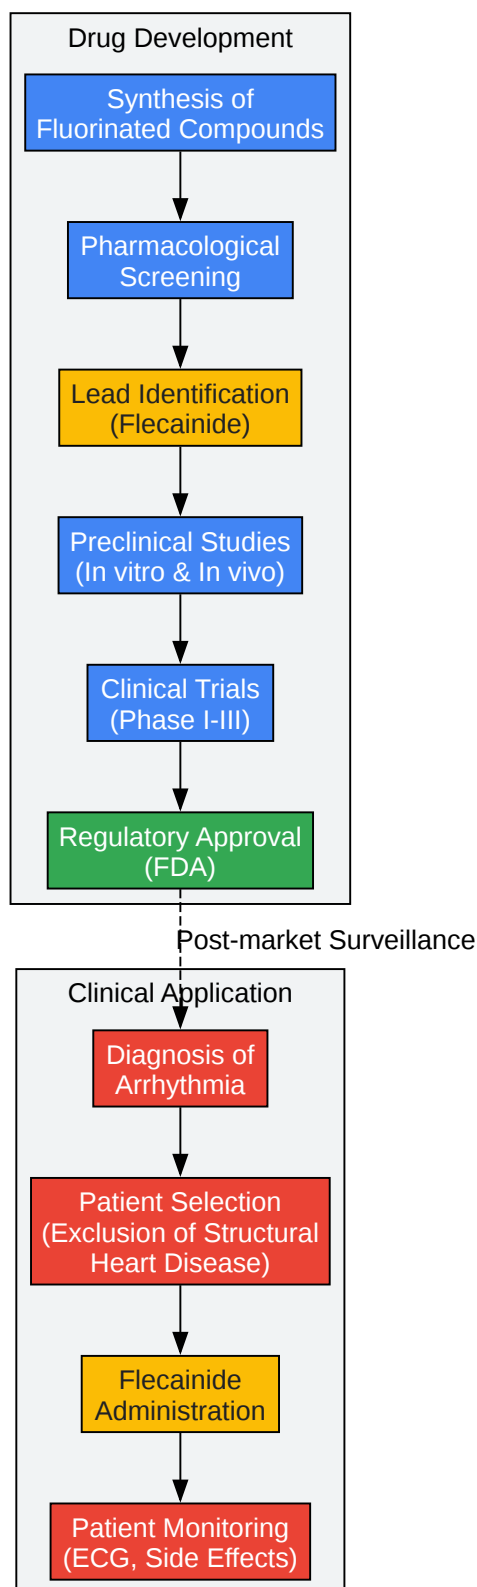 Drug Development
Synthesis of
Fluorinated Compounds
Pharmacological
Screening
Lead Identification
(Flecainide)
Preclinical Studies
(In vitro & In vivo)
Clinical Trials
(Phase I-III)
Regulatory Approval
(FDA)
Post-market Surveillance
Clinical Application
Diagnosis of
Arrhythmia
Patient Selection
(Exclusion of Structural
Heart Disease)
Flecainide
Administration
Patient Monitoring
(ECG, Side Effects)